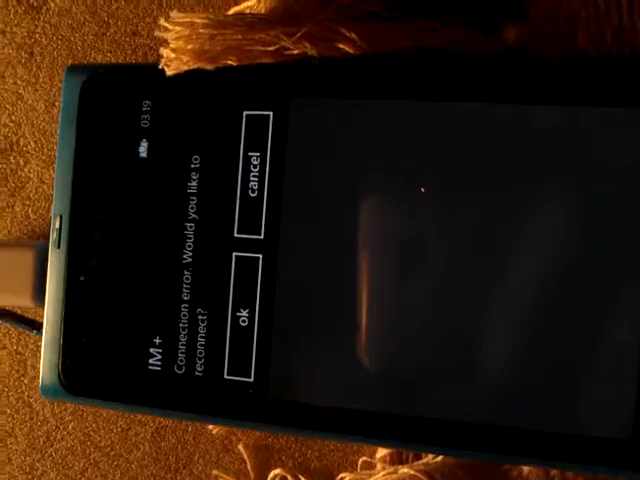 03:19
IM+
Connection error. Would you like to
reconnect?
ok
cancel